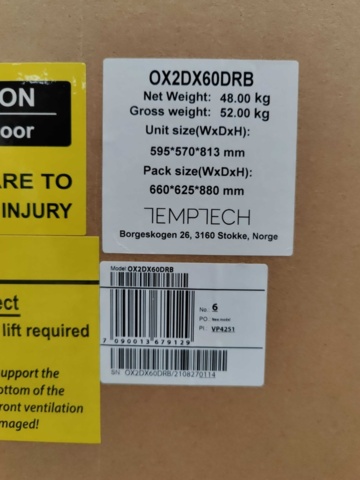 ON
oor
ARE TO
INJURY
OX2DX60DRB
Net Weight: 48.00 kg
Gross weight: 52.00 kg
Unit size(WxDxH):
595*570*813 mm
Pack size(WxDxH):
660*625*880 mm
TEMPTECH
Borgeskogen 26, 3160 Stokke, Norge
ect
lift required
upport the
ottom of the
ront ventilation
maged!
Model OX2DX60DRB
No.: 6
PO:
PI: VP4251
7 090013 679129
SN: OX2DX60DRB/2108270114